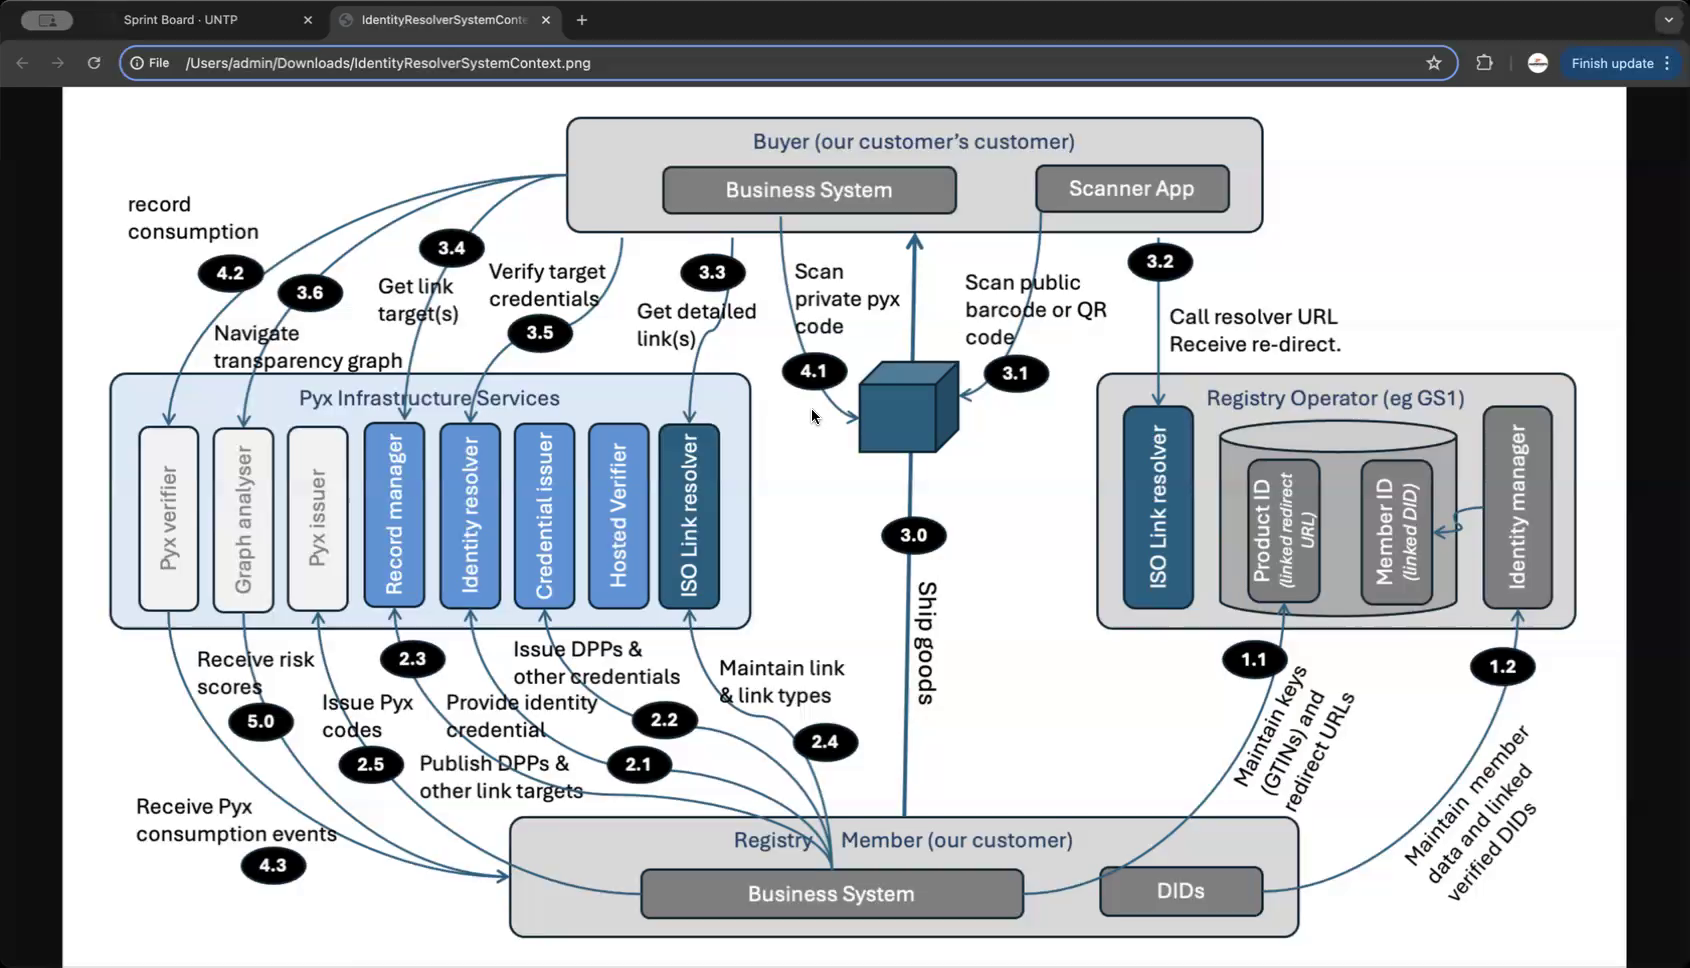 Sprint Board · UNTP
IdentityResolverSystemConte
File
/Users/admin/Downloads/IdentityResolverSystemContext.png
Finish update
Buyer (our customer’s customer)
Business System
Scanner App
record
consumption
4.2
3.6
3.4
Get link
target(s)
Verify target
credentials
3.5
3.3
Get detailed
link(s)
Scan
private pyx
code
4.1
Scan public
barcode or QR
code
3.1
3.2
Call resolver URL
Receive re-direct.
Navigate
transparency graph
Pyx Infrastructure Services
Pyx verifier
Graph analyser
Pyx issuer
Record manager
Identity resolver
Credential issuer
Hosted Verifier
ISO Link resolver
3.0
Ship goods
Registry Operator (eg GS1)
ISO Link resolver
Product ID
(linked redirect
URL)
Member ID
(linked DID)
Identity manager
Receive risk
scores
5.0
Issue Pyx
codes
2.5
2.3
Publish DPPs &
other link targets
Provide identity
credential
2.1
Issue DPPs &
other credentials
2.2
Maintain link
& link types
2.4
1.1
Maintain keys
(GTINs) and
redirect URLs
1.2
Maintain member
data and linked
verified DIDs
Receive Pyx
consumption events
4.3
Registry Member (our customer)
Business System
DIDs